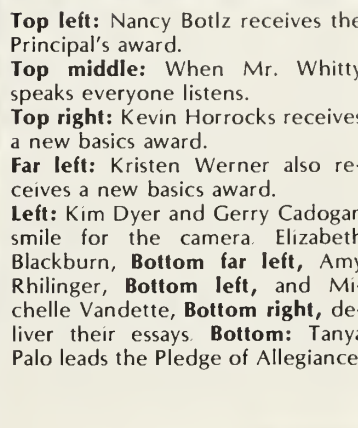 Top left: Nancy Botlz receives the
Principal's award.
Top middle: When Mr. Whitty
speaks everyone listens.
Top right: Kevin Horrocks receives
a new basics award.
Far left: Kristen Werner also re-
ceives a new basics award.
Left: Kim Dyer and Gerry Cadogan
smile for the camera. Elizabeth
Blackburn, Bottom far left, Amy
Rhilinger, Bottom left, and Mi-
chelle Vandette, Bottom right, de-
liver their essays. Bottom: Tanya
Palo leads the Pledge of Allegiance